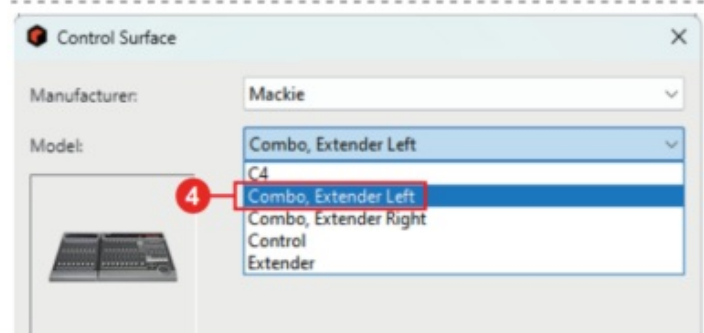 Control Surface
Manufacturer: Mackie
Model: Combo, Extender Left
C4
4 Combo, Extender Left
Combo, Extender Right
Control
Extender